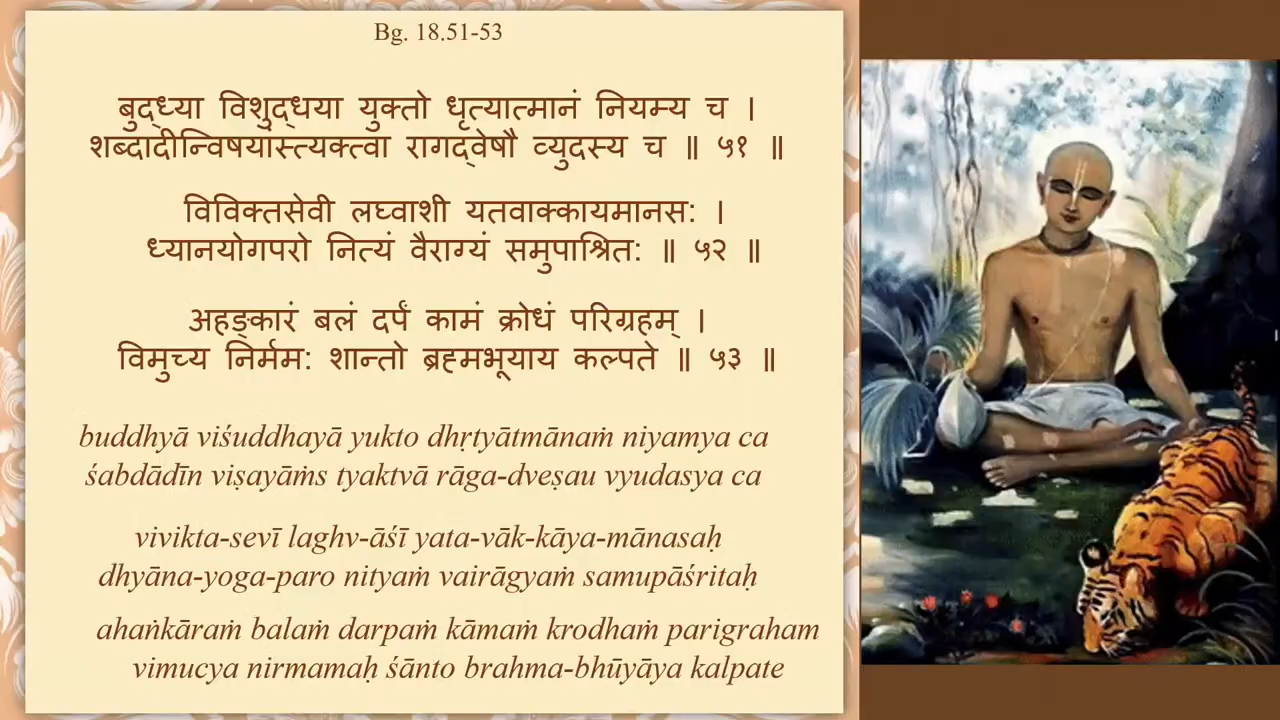 Bg. 18.51-53
बुद्ध्या विशुद्धया युक्तो धृत्यात्मानं नियम्य च ।
शब्दादीन्विषयांस्त्यक्त्वा रागद्वेषौ व्युदस्य च ॥ ५१ ॥
विविक्तसेवी लघ्वाशी यतवाक्कायमानस: ।
ध्यानयोगपरो नित्यं वैराग्यं समुपाश्रित: ॥ ५२ ॥
अहङ्कारं बलं दर्पं कामं क्रोधं परिग्रहम् ।
विमुच्य निर्मम: शान्तो ब्रह्मभूयाय कल्पते ॥ ५३ ॥
buddhyā viśuddhayā yukto dhṛtyātmānaṁ niyamya ca
śabdādīn viṣayāṁs tyaktvā rāga-dveṣau vyudasya ca
vivikta-sevī laghv-āśī yata-vāk-kāya-mānasaḥ
dhyāna-yoga-paro nityaṁ vairāgyaṁ samupāśritaḥ
ahaṅkāraṁ balaṁ darpaṁ kāmaṁ krodhaṁ parigraham
vimucya nirmamaḥ śānto brahma-bhūyāya kalpate